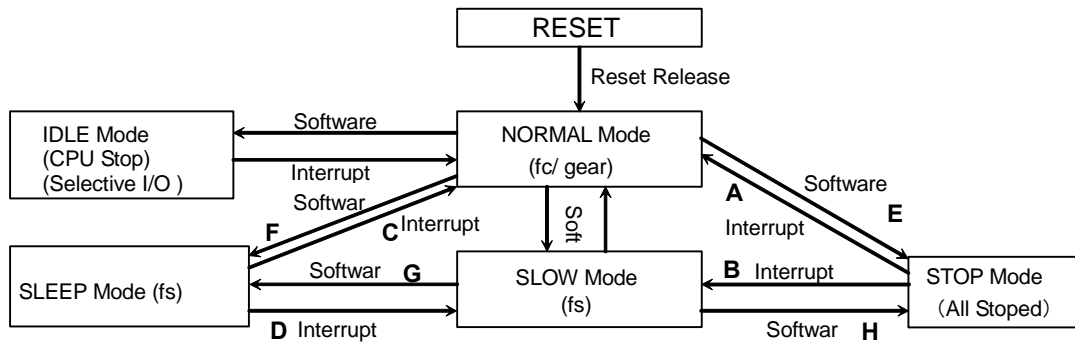 RESET
Reset Release
IDLE Mode
(CPU Stop)
(Selective I/O )
Software
Interrupt
NORMAL Mode
(fc/ gear)
Softwar
F
C
Interrupt
Soft
A
Software
E
Interrupt
SLEEP Mode (fs)
Softwar
G
D
Interrupt
SLOW Mode
(fs)
B
Interrupt
Softwar
H
STOP Mode
(All Stoped)